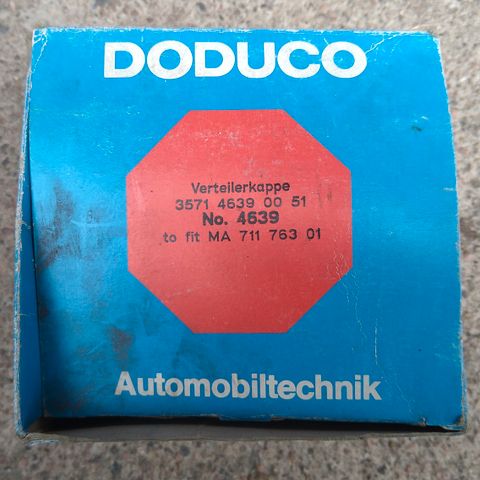 DODUCO
Verteilerkappe
3571 4639 00 51
No. 4639
to fit MA 711 763 01
Automobiltechnik